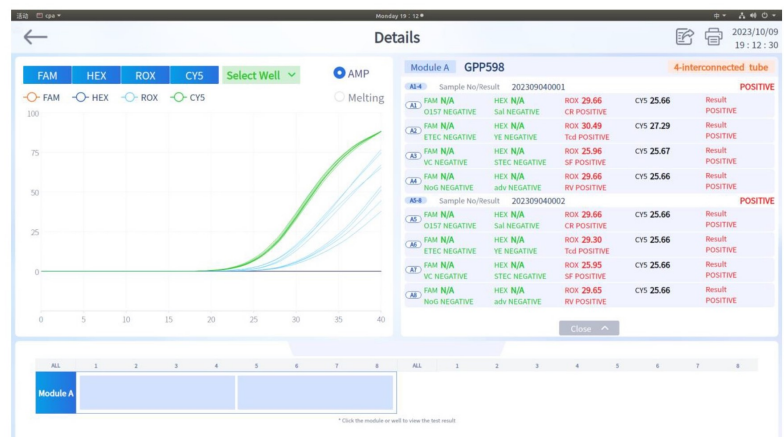 活动 cpa Monday 19 : 12 中
Details 2023/10/09
19 : 12 : 30
FAM HEX ROX CY5 Select Well AMP
FAM HEX ROX CY5 Melting
100
75
50
25
0
0 5 10 15 20 25 30 35 40
Module A GPP598 4-interconnected tube
A1-4 Sample No/Result 202309040001 POSITIVE
A1 FAM N/A HEX N/A ROX 29.66 CY5 25.66 Result
O157 NEGATIVE Sal NEGATIVE CR POSITIVE POSITIVE
A2 FAM N/A HEX N/A ROX 30.49 CY5 27.29 Result
ETEC NEGATIVE YE NEGATIVE Tcd POSITIVE POSITIVE
A3 FAM N/A HEX N/A ROX 25.96 CY5 25.67 Result
VC NEGATIVE STEC NEGATIVE SF POSITIVE POSITIVE
A4 FAM N/A HEX N/A ROX 29.66 CY5 25.66 Result
NoG NEGATIVE adv NEGATIVE RV POSITIVE POSITIVE
A5-8 Sample No/Result 202309040002 POSITIVE
A5 FAM N/A HEX N/A ROX 29.66 CY5 25.66 Result
O157 NEGATIVE Sal NEGATIVE CR POSITIVE POSITIVE
A6 FAM N/A HEX N/A ROX 29.30 CY5 25.66 Result
ETEC NEGATIVE YE NEGATIVE Tcd POSITIVE POSITIVE
A7 FAM N/A HEX N/A ROX 25.95 CY5 25.66 Result
VC NEGATIVE STEC NEGATIVE SF POSITIVE POSITIVE
A8 FAM N/A HEX N/A ROX 29.65 CY5 25.66 Result
NoG NEGATIVE adv NEGATIVE RV POSITIVE POSITIVE
Close
ALL 1 2 3 4 5 6 7 8 ALL 1 2 3 4 5 6 7 8
Module A
* Click the module or well to view the test result